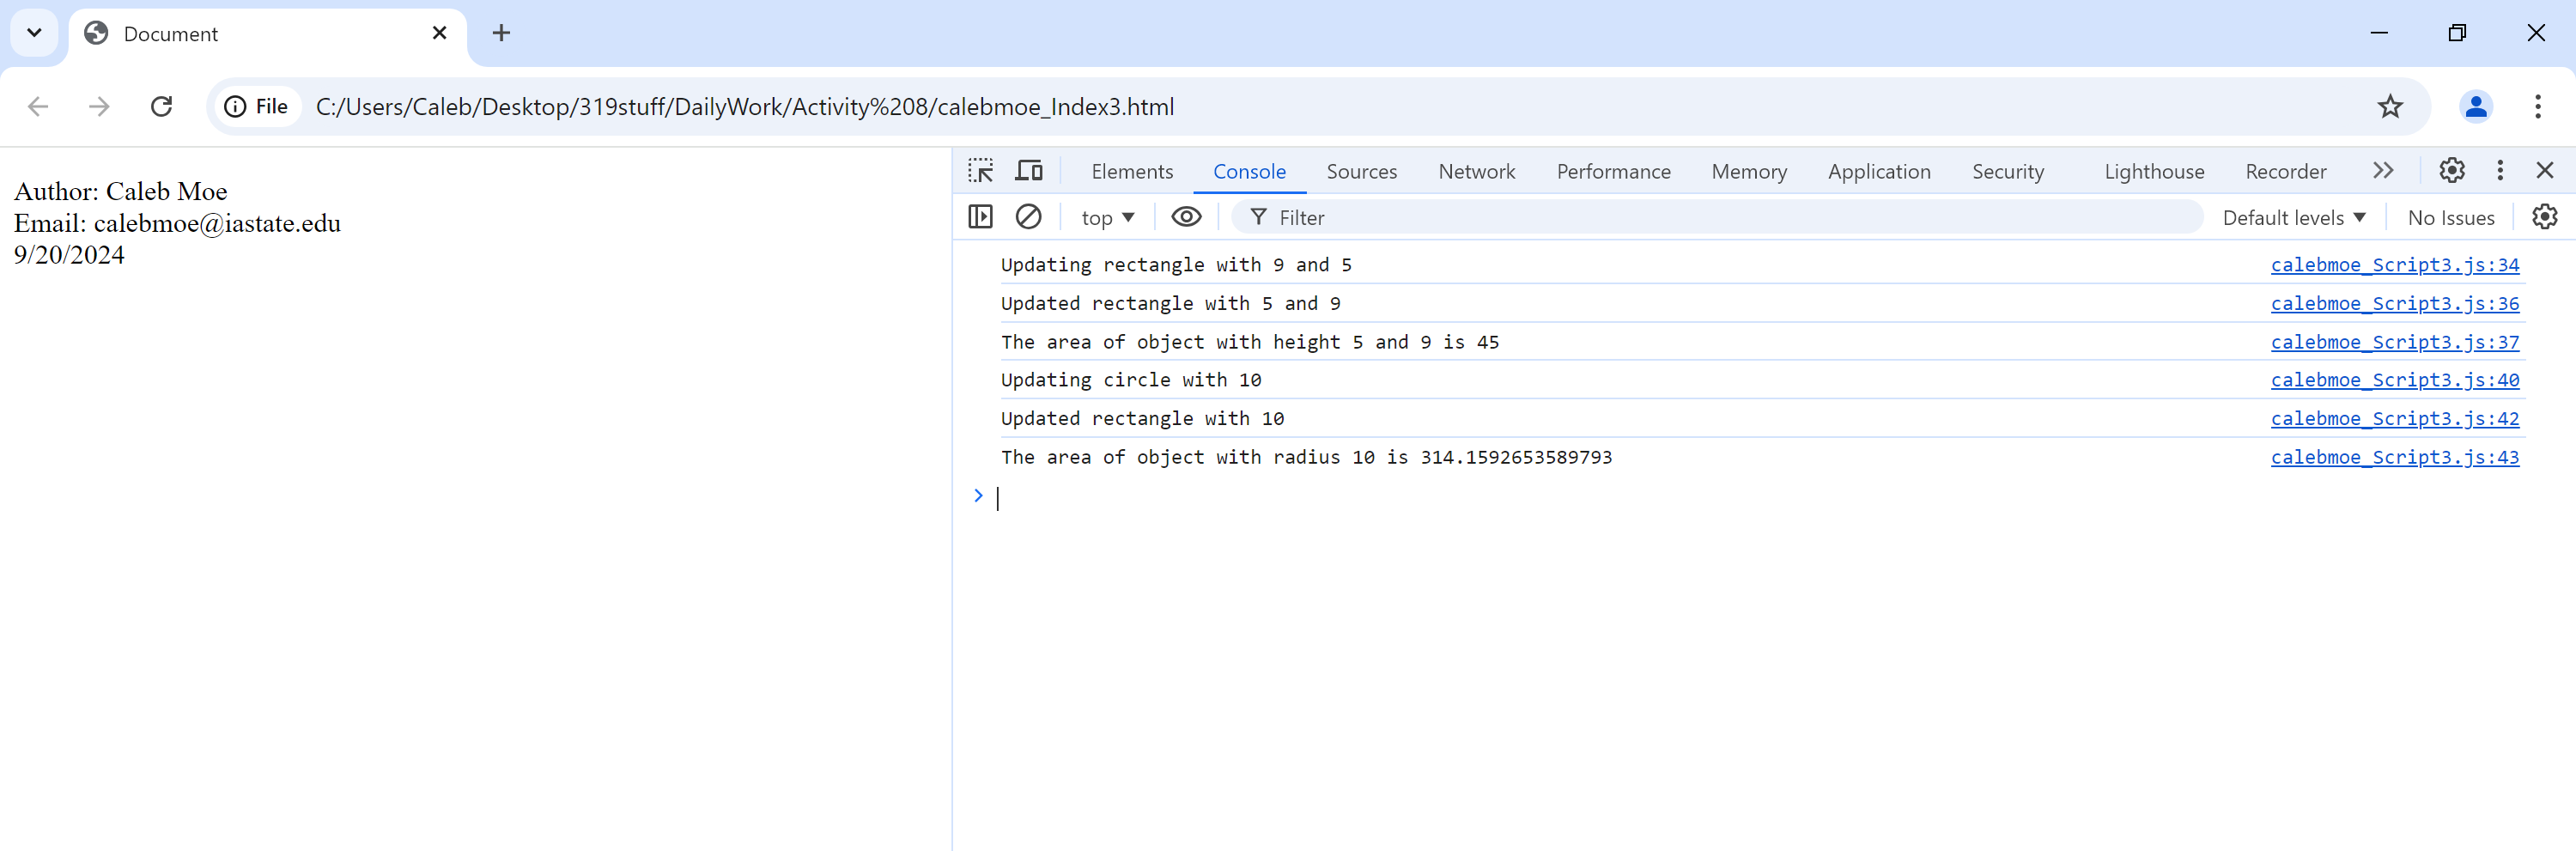 Document
File C:/Users/Caleb/Desktop/319stuff/DailyWork/Activity%208/calebmoe_Index3.html
Author: Caleb Moe
Email: calebmoe@iastate.edu
9/20/2024
Elements Console Sources Network Performance Memory Application Security Lighthouse Recorder
top Filter Default levels No Issues
Updating rectangle with 9 and 5 calebmoe_Script3.js:34
Updated rectangle with 5 and 9 calebmoe_Script3.js:36
The area of object with height 5 and 9 is 45 calebmoe_Script3.js:37
Updating circle with 10 calebmoe_Script3.js:40
Updated rectangle with 10 calebmoe_Script3.js:42
The area of object with radius 10 is 314.1592653589793 calebmoe_Script3.js:43